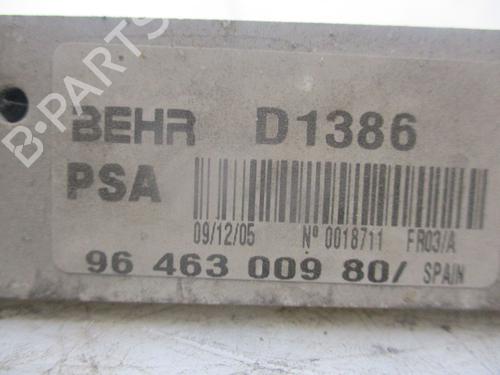 BEHR D1386
PSA
09/12/05 Nº 0018711 FR03/A
96 463 009 80/ SPAIN
B-PARTS